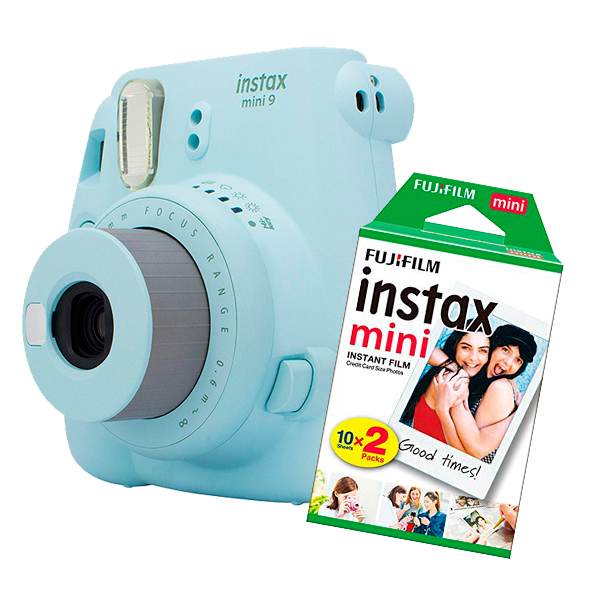 instax
mini 9
60mm FOCUS RANGE 0.6m~∞
FUJIFILM
mini
FUJIFILM
instax
mini
INSTANT FILM
Credit Card Size Photos
10 × 2
Sheets Packs
Good times!